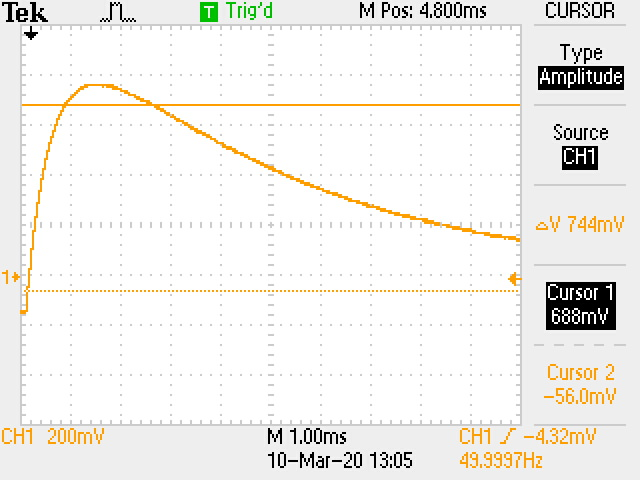 Tek T Trig'd M Pos: 4.800ms CURSOR
Type
Amplitude
Source
CH1
△V 744mV
1
Cursor 1
688mV
Cursor 2
-56.0mV
CH1 200mV M 1.00ms CH1 -4.32mV
10-Mar-20 13:05 49.9997Hz